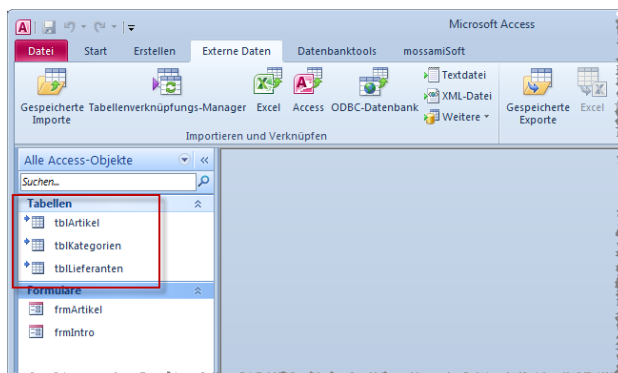 Microsoft Access
Datei Start Erstellen Externe Daten Datenbanktools mossamiSoft
Textdatei
XML-Datei
Weitere
Gespeicherte Tabellenverknüpfungs-Manager Excel Access ODBC-Datenbank Gespeicherte Excel
Importe Exporte
Importieren und Verknüpfen
Alle Access-Objekte
Suchen...
Tabellen
tblArtikel
tblKategorien
tblLieferanten
Formulare
frmArtikel
frmIntro